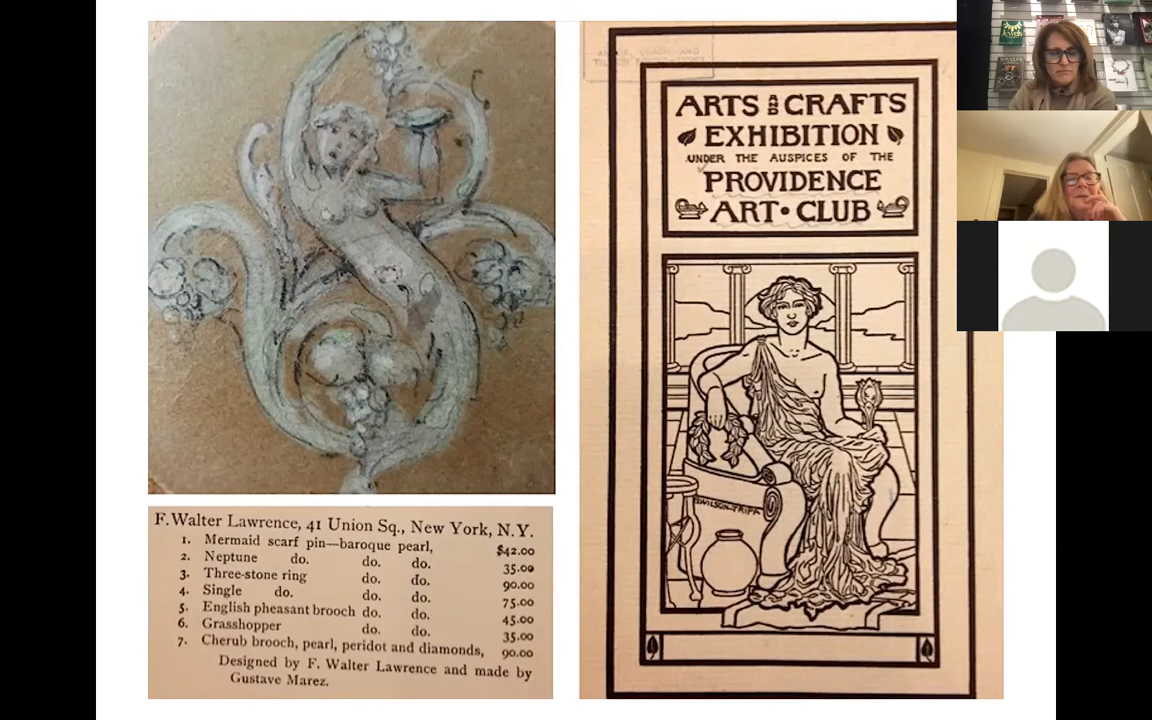 F. Walter Lawrence, 41 Union Sq., New York, N.Y.
1. Mermaid scarf pin—baroque pearl, $42.00
2. Neptune do. do. do. 35.00
3. Three-stone ring do. do. 90.00
4. Single do. do. do. 75.00
5. English pheasant brooch do. do. 45.00
6. Grasshopper do. do. 35.00
7. Cherub brooch, pearl, peridot and diamonds, 90.00
Designed by F. Walter Lawrence and made by
Gustave Marez.
ARTS AND CRAFTS
EXHIBITION
UNDER THE AUSPICES OF THE
PROVIDENCE
ART • CLUB